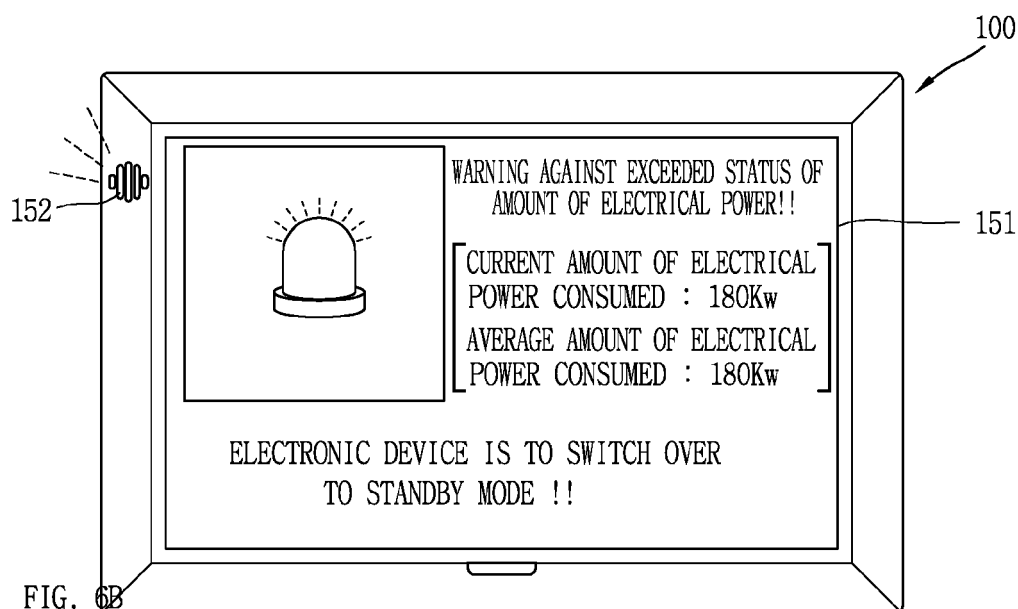 100
WARNING AGAINST EXCEEDED STATUS OF
AMOUNT OF ELECTRICAL POWER!!
152
151
CURRENT AMOUNT OF ELECTRICAL
POWER CONSUMED : 180Kw
AVERAGE AMOUNT OF ELECTRICAL
POWER CONSUMED : 180Kw
ELECTRONIC DEVICE IS TO SWITCH OVER
TO STANDBY MODE !!
FIG. 6B